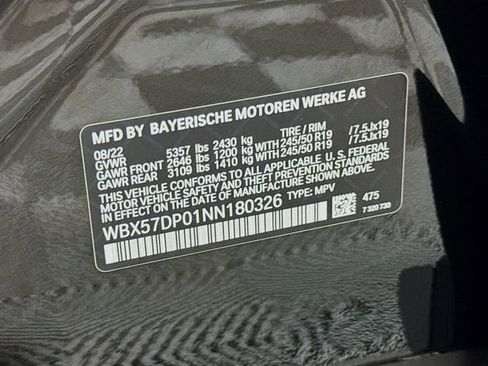 MFD BY BAYERISCHE MOTOREN WERKE AG
08/22 5357 lbs 2430 kg TIRE / RIM
GVWR
GAWR FRONT 2646 lbs 1200 kg 245/50 R19 /7.5Jx19
GAWR REAR 3109 lbs 1410 kg 245/50 R19 /7.5Jx19
THIS VEHICLE CONFORMS TO ALL APPLICABLE U.S. FEDERAL
MOTOR VEHICLE SAFETY AND THEFT PREVENTION STANDARDS
IN EFFECT ON THE DATE OF MANUFACTURE SHOWN ABOVE.
WBX57DP01NN180326 TYPE: MPV
475
7 320 730